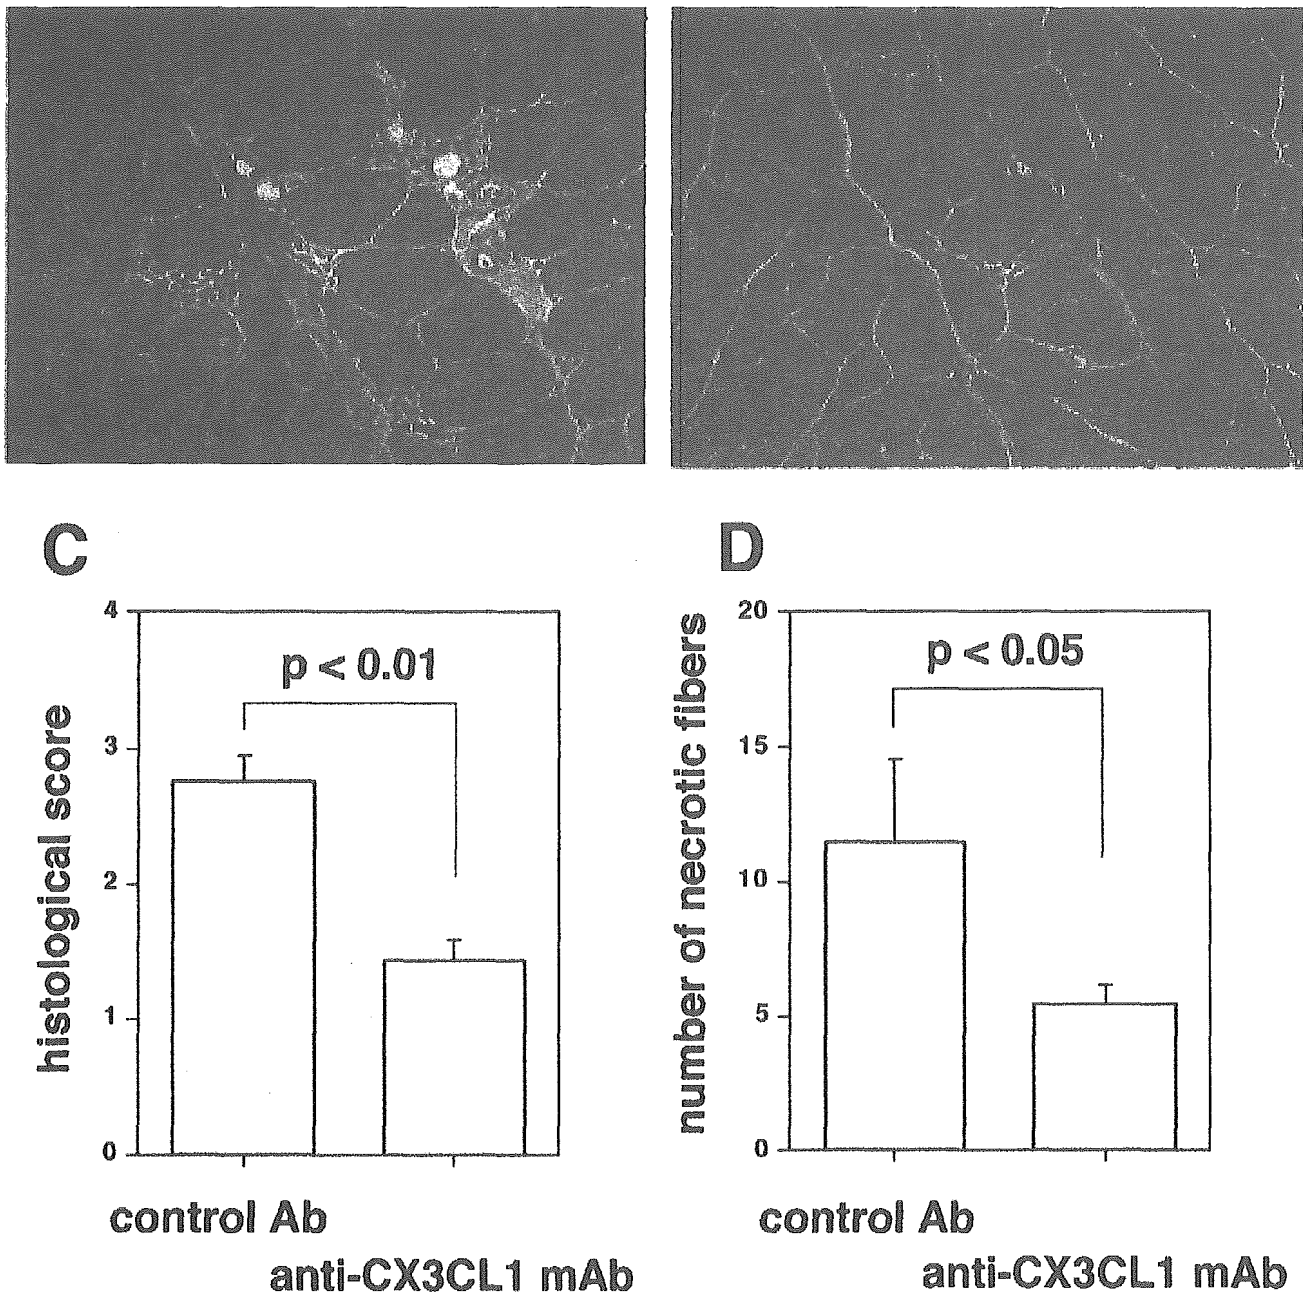 C
D
4
3
2
1
0
histological score
p < 0.01
control Ab
anti-CX3CL1 mAb
20
15
10
5
0
number of necrotic fibers
p < 0.05
control Ab
anti-CX3CL1 mAb